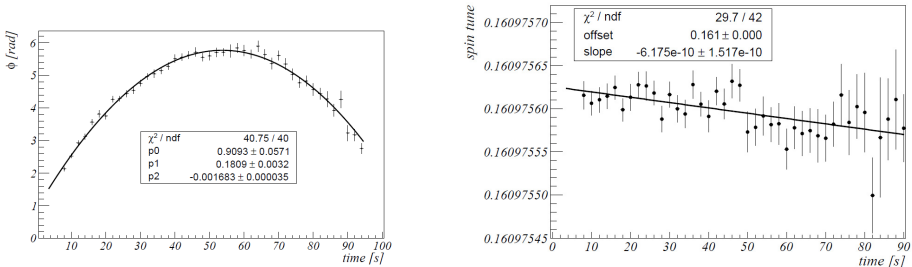 φ [rad]
6
5
4
3
2
1
0
χ² / ndf 40.75 / 40
p0 0.9093 ± 0.0571
p1 0.1809 ± 0.0032
p2 -0.001683 ± 0.000035
10 20 30 40 50 60 70 80 90 100
time [s]
spin tune
0.16097570
0.16097565
0.16097560
0.16097555
0.16097550
0.16097545
χ² / ndf 29.7 / 42
offset 0.161 ± 0.000
slope -6.175e-10 ± 1.517e-10
0 10 20 30 40 50 60 70 80 90
time [s]